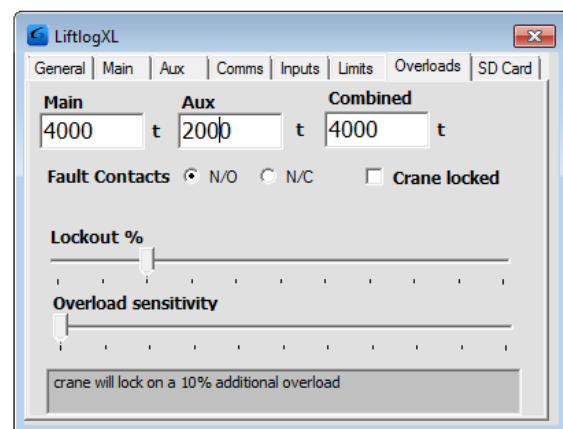 LiftlogXL
General Main Aux Comms Inputs Limits Overloads SD Card
Main Aux Combined
4000 t 2000 t 4000 t
Fault Contacts N/O N/C Crane locked
Lockout %
Overload sensitivity
crane will lock on a 10% additional overload